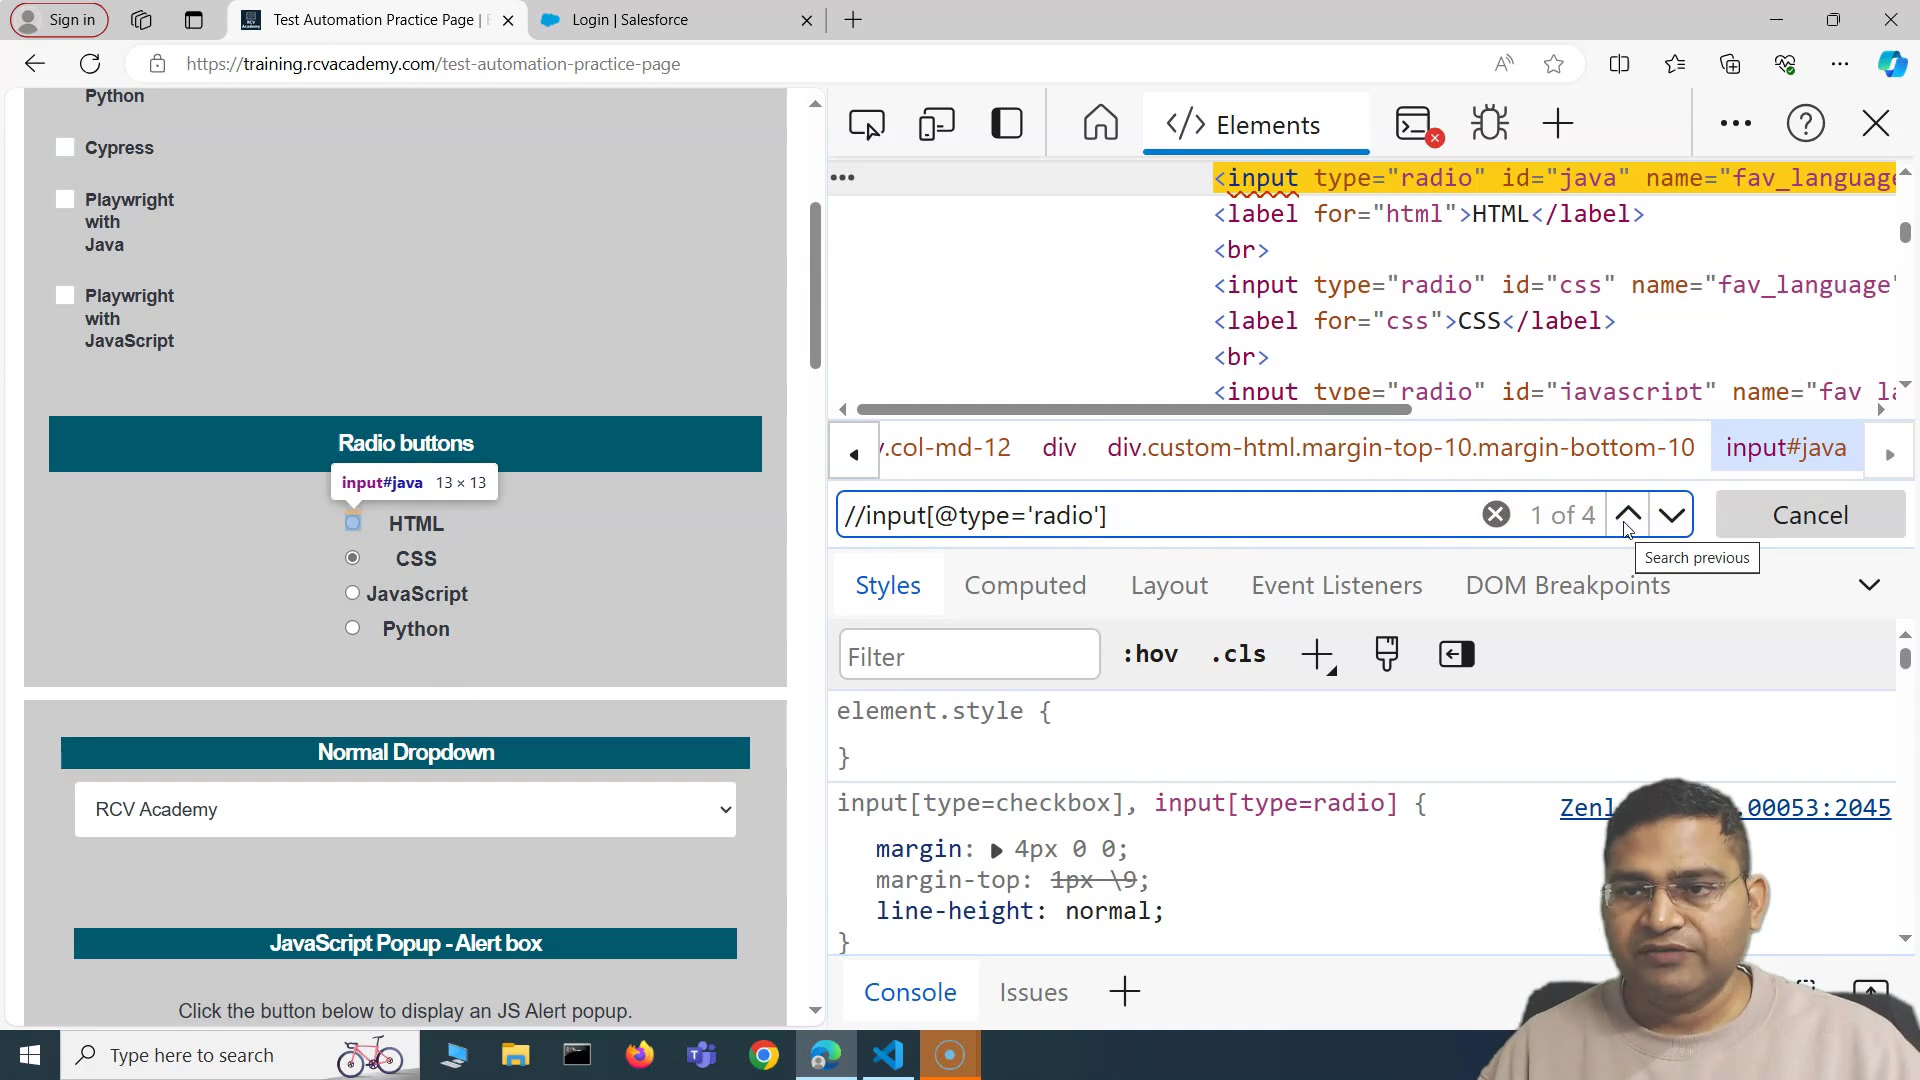 Sign in
Test Automation Practice Page |
Login | Salesforce
https://training.rcvacademy.com/test-automation-practice-page
Python
Cypress
Playwright
with
Java
Playwright
with
JavaScript
Radio buttons
input#java 13 × 13
HTML
CSS
JavaScript
Python
Normal Dropdown
RCV Academy
JavaScript Popup - Alert box
Click the button below to display an JS Alert popup.
</> Elements
<input type="radio" id="java" name="fav_language
<label for="html">HTML</label>
<br>
<input type="radio" id="css" name="fav_language"
<label for="css">CSS</label>
<br>
<input type="radio" id="javascript" name="fav_la
.col-md-12 div div.custom-html.margin-top-10.margin-bottom-10 input#java
//input[@type='radio'] 1 of 4 Cancel
Search previous
Styles Computed Layout Event Listeners DOM Breakpoints
Filter :hov .cls
element.style {
}
input[type=checkbox], input[type=radio] { Zenl .00053:2045
margin: 4px 0 0;
margin-top: 1px \9;
line-height: normal;
}
Console Issues
Type here to search